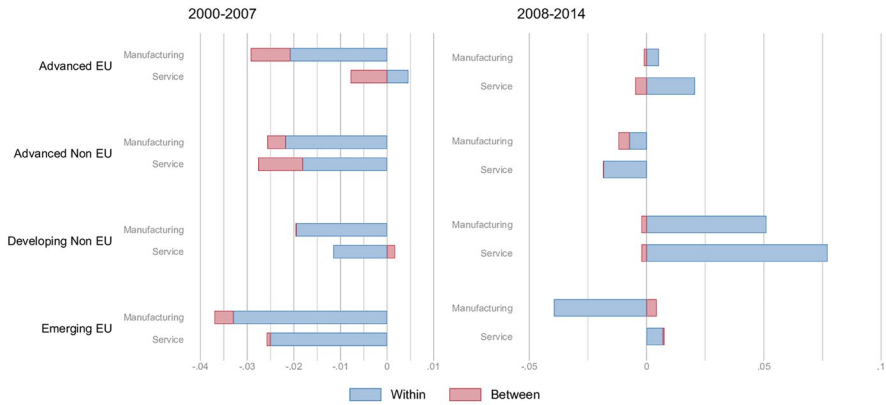 2000-2007
2008-2014
Advanced EU
Manufacturing
Service
Manufacturing
Service
Advanced Non EU
Manufacturing
Service
Manufacturing
Service
Developing Non EU
Manufacturing
Service
Manufacturing
Service
Emerging EU
Manufacturing
Service
Manufacturing
Service
-.04 -.03 -.02 -.01 0 .01
-.05 0 .05 .1
Within Between